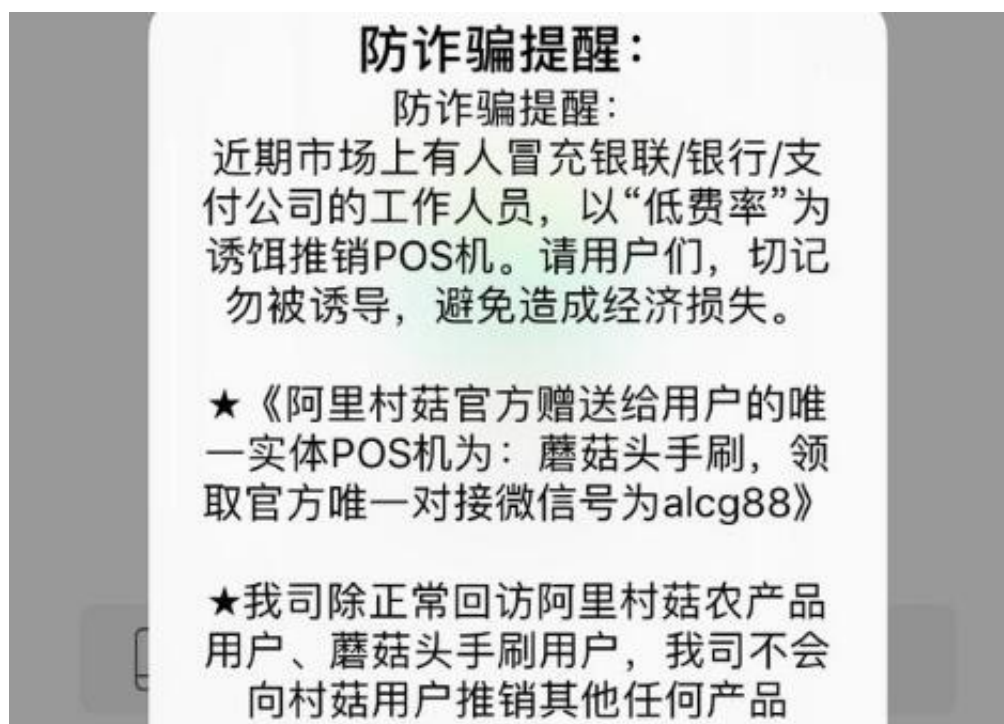 防诈骗提醒：
防诈骗提醒：
近期市场上有人冒充银联/银行/支
付公司的工作人员，以“低费率”为
诱饵推销POS机。请用户们，切记
勿被诱导，避免造成经济损失。
★《阿里村菇官方赠送给用户的唯
一实体POS机为：蘑菇头手刷，领
取官方唯一对接微信号为alcg88》
★我司除正常回访阿里村菇农产品
用户、蘑菇头手刷用户，我司不会
向村菇用户推销其他任何产品